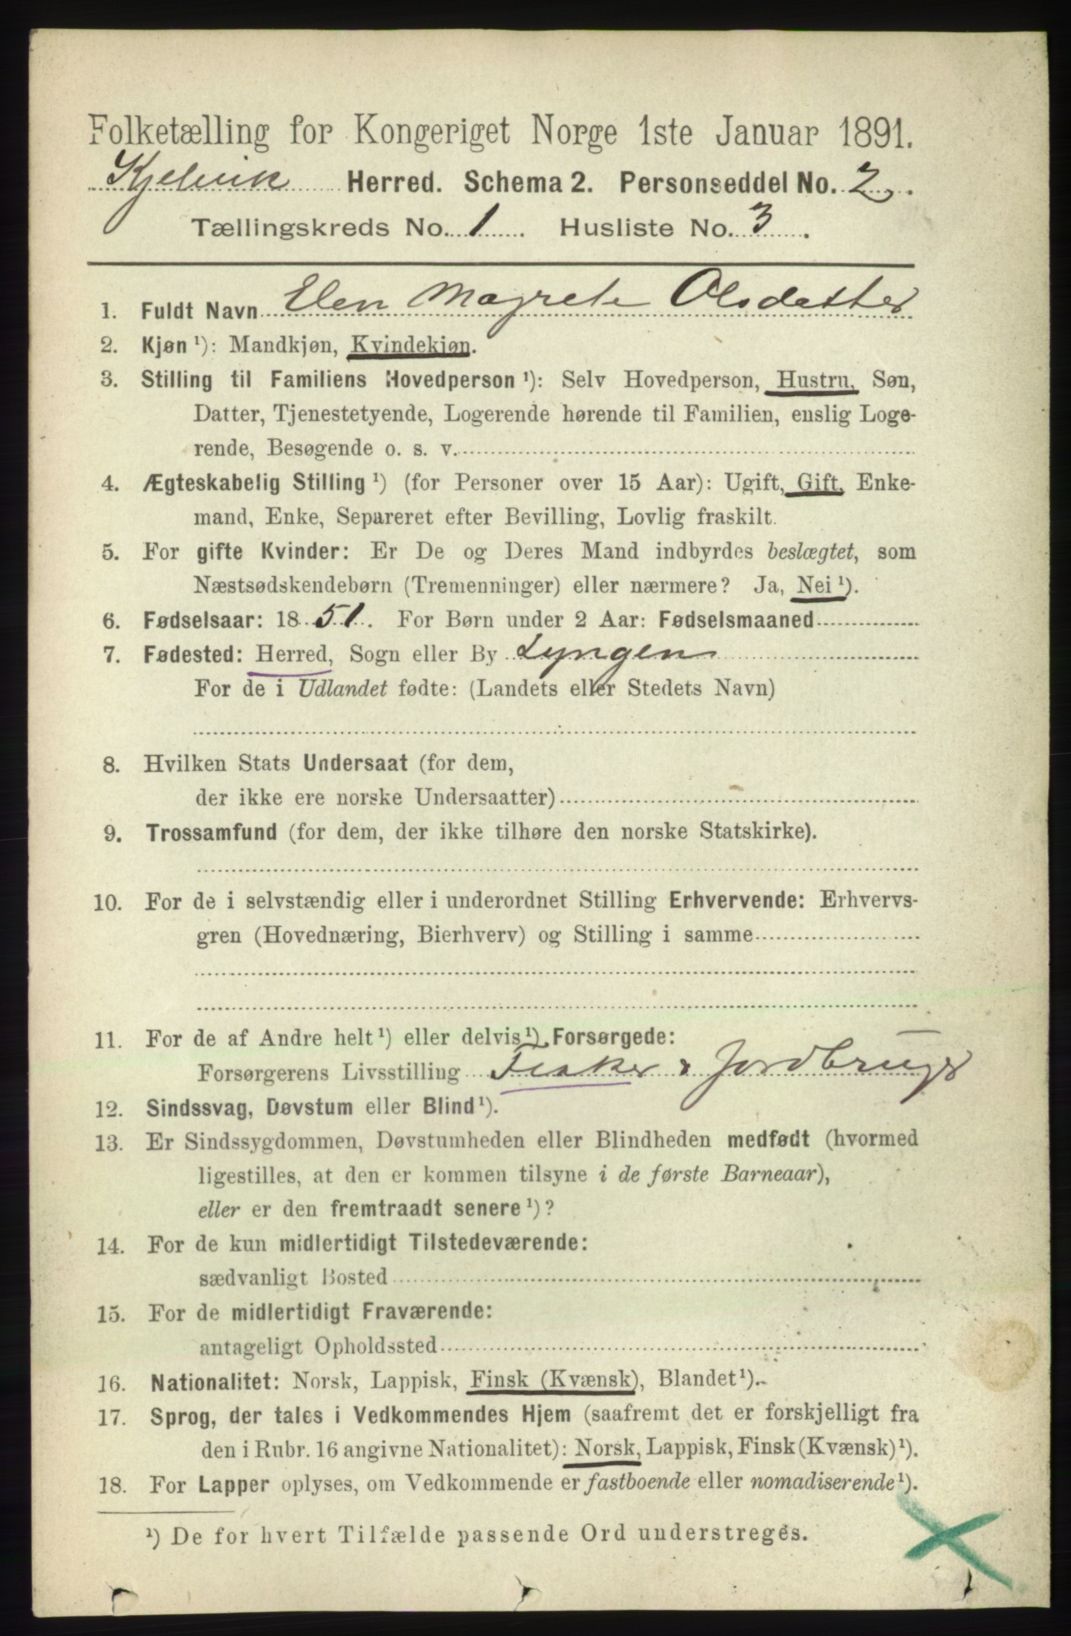 Folketælling for Kongeriget Norge 1ste Januar 1891.
Kjelvik Herred. Schema 2. Personseddel No. 2.
Tællingskreds No. 1. Husliste No. 3.
1. Fuldt Navn Elen Magrete Olsdatter
2. Kjøn ¹): Mandkjøn, Kvindekjøn.
3. Stilling til Familiens Hovedperson ¹): Selv Hovedperson, Hustru, Søn,
Datter, Tjenestetyende, Logerende hørende til Familien, enslig Loge-
rende, Besøgende o. s. v.
4. Ægteskabelig Stilling ¹) (for Personer over 15 Aar): Ugift, Gift, Enke-
mand, Enke, Separeret efter Bevilling, Lovlig fraskilt.
5. For gifte Kvinder: Er De og Deres Mand indbyrdes beslægtet, som
Næstsødskendebørn (Tremenninger) eller nærmere? Ja, Nei ¹).
6. Fødselsaar: 1851. For Børn under 2 Aar: Fødselsmaaned
7. Fødested: Herred, Sogn eller By Lyngen
For de i Udlandet fødte: (Landets eller Stedets Navn)
8. Hvilken Stats Undersaat (for dem,
der ikke ere norske Undersaatter)
9. Trossamfund (for dem, der ikke tilhøre den norske Statskirke).
10. For de i selvstændig eller i underordnet Stilling Erhvervende: Erhvervs-
gren (Hovednæring, Bierhverv) og Stilling i samme
11. For de af Andre helt ¹) eller delvis ¹) Forsørgede:
Forsørgerens Livsstilling Fisker & Jordbruger
12. Sindssvag, Døvstum eller Blind ¹).
13. Er Sindssygdommen, Døvstumheden eller Blindheden medfødt (hvormed
ligestilles, at den er kommen tilsyne i de første Barneaar),
eller er den fremtraadt senere ¹)?
14. For de kun midlertidigt Tilstedeværende:
sædvanligt Bosted
15. For de midlertidigt Fraværende:
antageligt Opholdssted
16. Nationalitet: Norsk, Lappisk, Finsk (Kvænsk), Blandet ¹).
17. Sprog, der tales i Vedkommendes Hjem (saafremt det er forskjelligt fra
den i Rubr. 16 angivne Nationalitet): Norsk, Lappisk, Finsk (Kvænsk) ¹).
18. For Lapper oplyses, om Vedkommende er fastboende eller nomadiserende ¹).
¹) De for hvert Tilfælde passende Ord understreges.